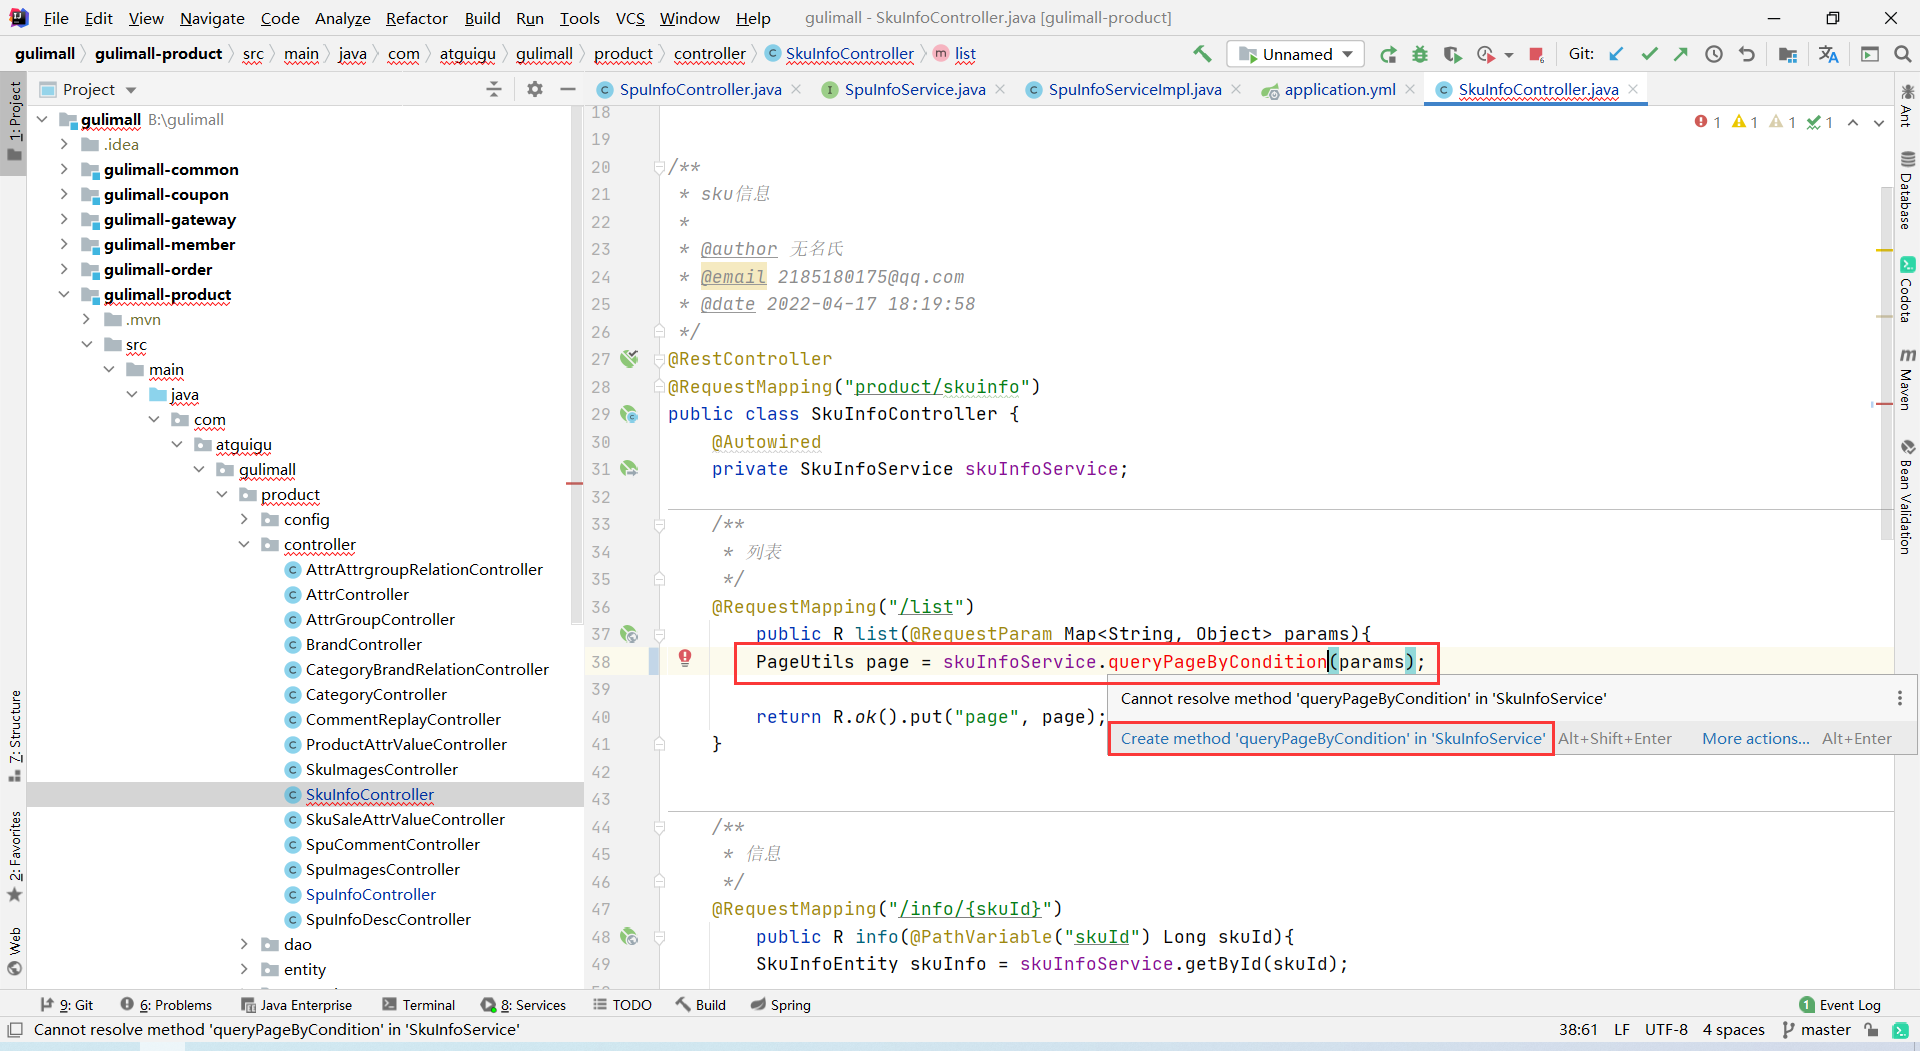 File Edit View Navigate Code Analyze Refactor Build Run Tools VCS Window Help gulimall - SkuInfoController.java [gulimall-product]
gulimall gulimall-product src main java com atguigu gulimall product controller SkuInfoController list Unnamed Git:
Project
SpuInfoController.java SpuInfoService.java SpuInfoServiceImpl.java application.yml SkuInfoController.java
1: Project
7: Structure
2: Favorites
Web
gulimall B:\gulimall
.idea
gulimall-common
gulimall-coupon
gulimall-gateway
gulimall-member
gulimall-order
gulimall-product
.mvn
src
main
java
com
atguigu
gulimall
product
config
controller
AttrAttrgroupRelationController
AttrController
AttrGroupController
BrandController
CategoryBrandRelationController
CategoryController
CommentReplayController
ProductAttrValueController
SkuImagesController
SkuInfoController
SkuSaleAttrValueController
SpuCommentController
SpuImagesController
SpuInfoController
SpuInfoDescController
dao
entity
1 1 1 1
18
19
20 /**
21 * sku信息
22 *
23 * @author 无名氏
24 * @email 2185180175@qq.com
25 * @date 2022-04-17 18:19:58
26 */
27 @RestController
28 @RequestMapping("product/skuinfo")
29 public class SkuInfoController {
30 @Autowired
31 private SkuInfoService skuInfoService;
32
33 /**
34 * 列表
35 */
36 @RequestMapping("/list")
37 public R list(@RequestParam Map<String, Object> params){
38 PageUtils page = skuInfoService.queryPageByCondition(params);
39
40 return R.ok().put("page", page);
41 }
42
43
44 /**
45 * 信息
46 */
47 @RequestMapping("/info/{skuId}")
48 public R info(@PathVariable("skuId") Long skuId){
49 SkuInfoEntity skuInfo = skuInfoService.getById(skuId);
Cannot resolve method 'queryPageByCondition' in 'SkuInfoService'
Create method 'queryPageByCondition' in 'SkuInfoService' Alt+Shift+Enter More actions... Alt+Enter
Ant
Database
Codota
Maven
Bean Validation
9: Git 6: Problems Java Enterprise Terminal 8: Services TODO Build Spring 1 Event Log
Cannot resolve method 'queryPageByCondition' in 'SkuInfoService' 38:61 LF UTF-8 4 spaces master